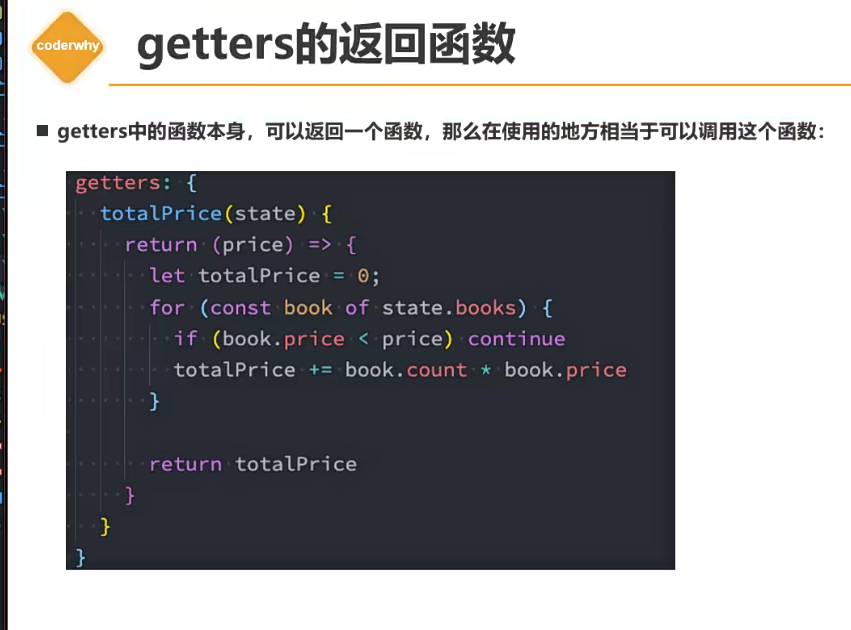 coderwhy
getters的返回函数
getters中的函数本身，可以返回一个函数，那么在使用的地方相当于可以调用这个函数：
getters: {
totalPrice(state) {
return (price) => {
let totalPrice = 0;
for (const book of state.books) {
if (book.price < price) continue
totalPrice += book.count * book.price
}
return totalPrice
}
}
}